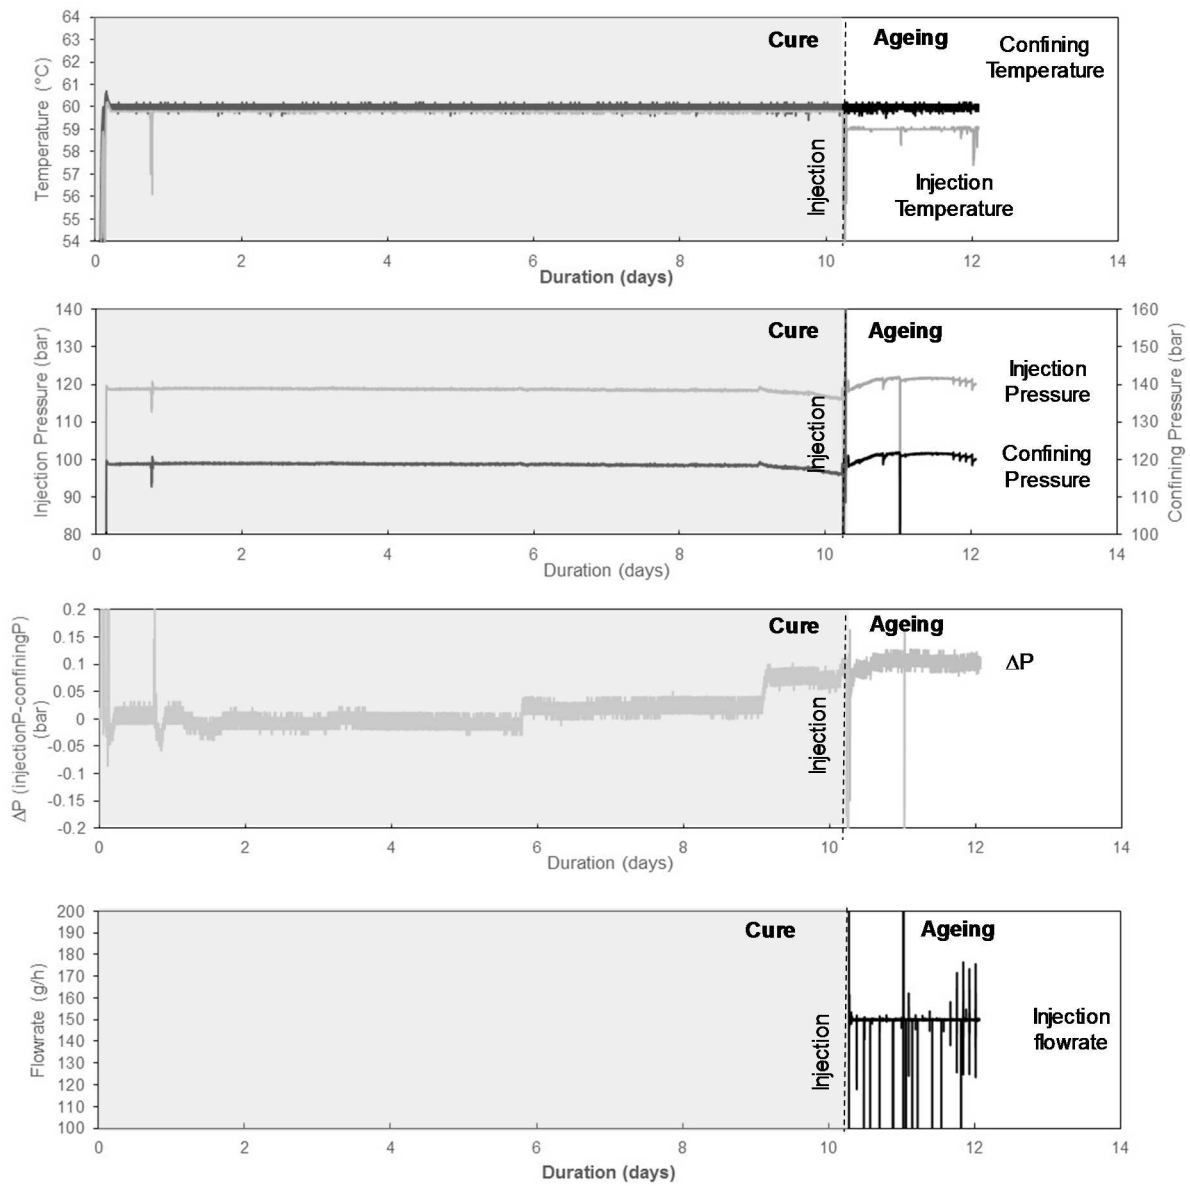 64
63
62
61
60
59
58
57
56
55
54
Temperature (°C)
Cure
Ageing
Confining
Temperature
Injection
Injection
Temperature
0 2 4 6 8 10 12 14
Duration (days)
140
130
120
110
100
90
80
Injection Pressure (bar)
Cure
Ageing
Injection
Injection
Pressure
Confining
Pressure
160
150
140
130
120
110
100
Confining Pressure (bar)
0 2 4 6 8 10 12 14
Duration (days)
0.2
0.15
0.1
0.05
0
-0.05
-0.1
-0.15
-0.2
ΔP (injectionP-confiningP)
(bar)
Cure
Ageing
ΔP
Injection
0 2 4 6 8 10 12 14
Duration (days)
200
190
180
170
160
150
140
130
120
110
100
Flowrate (g/h)
Cure
Ageing
Injection
Injection
flowrate
0 2 4 6 8 10 12 14
Duration (days)